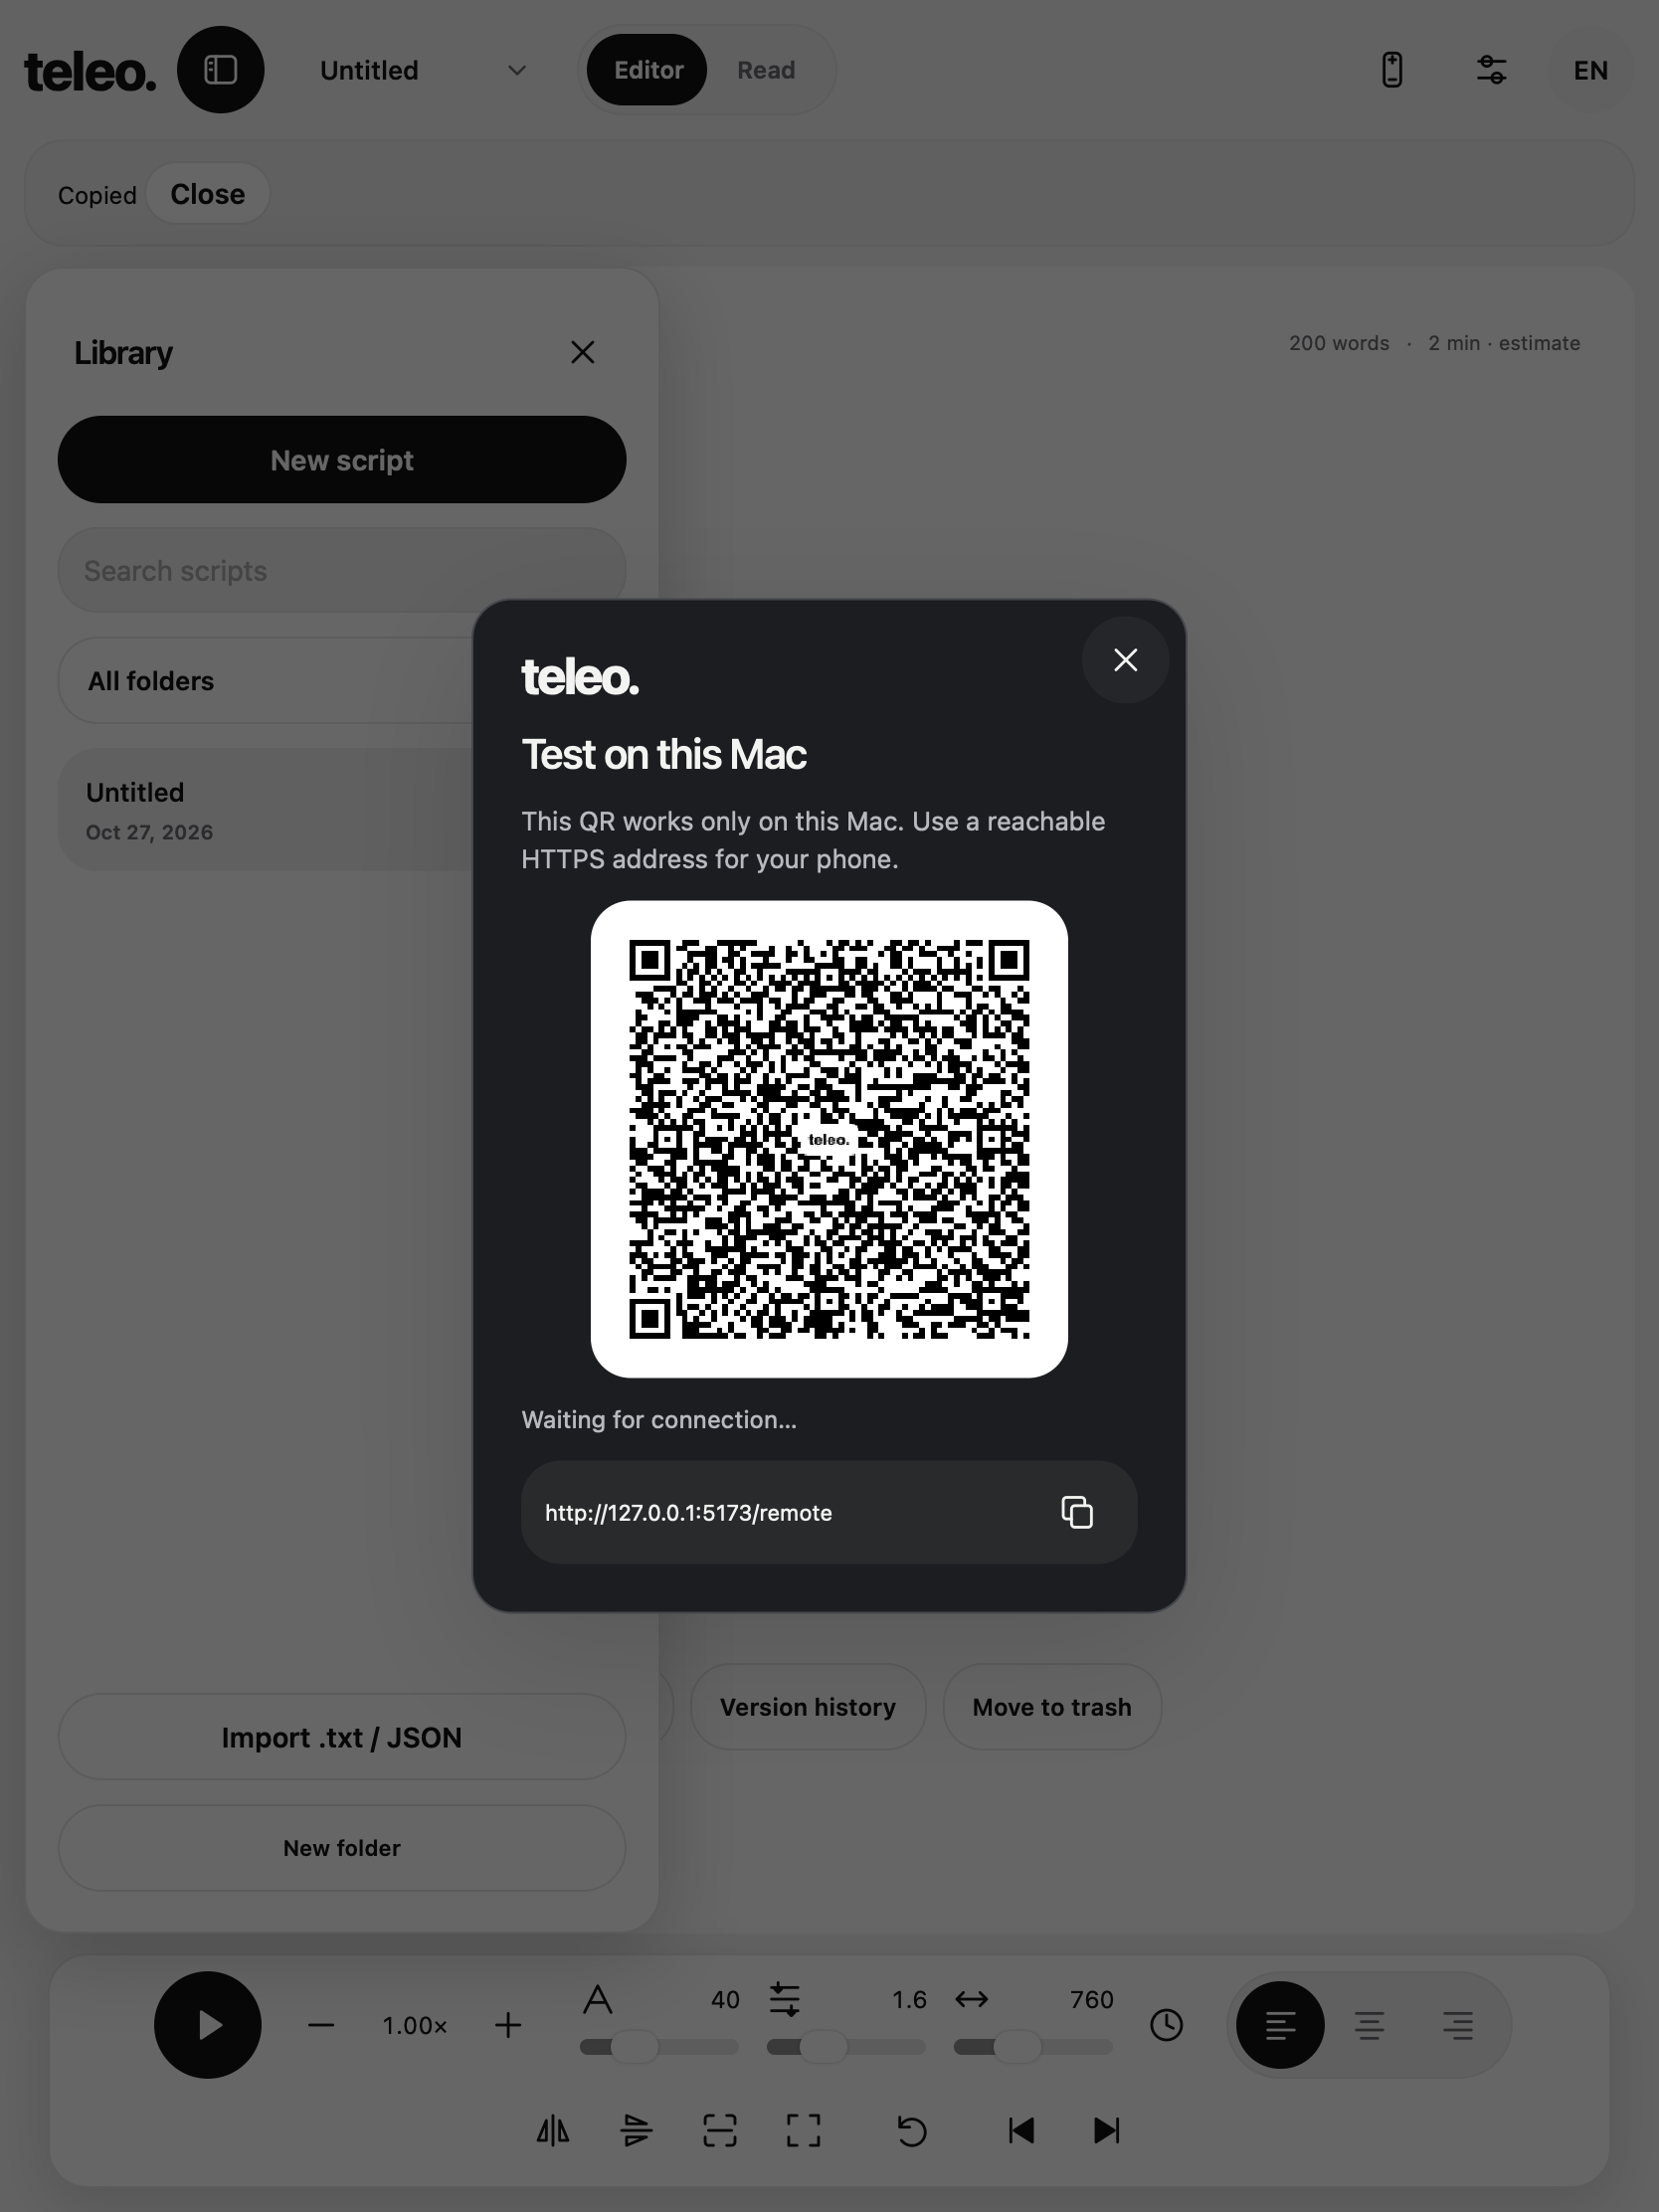 teleo.
Untitled
Editor
Read
EN
Copied
Close
Library
200 words · 2 min · estimate
New script
Search scripts
All folders
Untitled
Oct 27, 2026
teleo.
Test on this Mac
This QR works only on this Mac. Use a reachable
HTTPS address for your phone.
teleo.
Waiting for connection...
http://127.0.0.1:5173/remote
Version history
Move to trash
Import .txt / JSON
New folder
1.00×
40
1.6
760